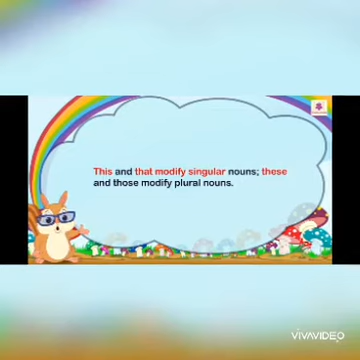 This and that modify singular nouns; these
and those modify plural nouns.
VIVAVIDEO